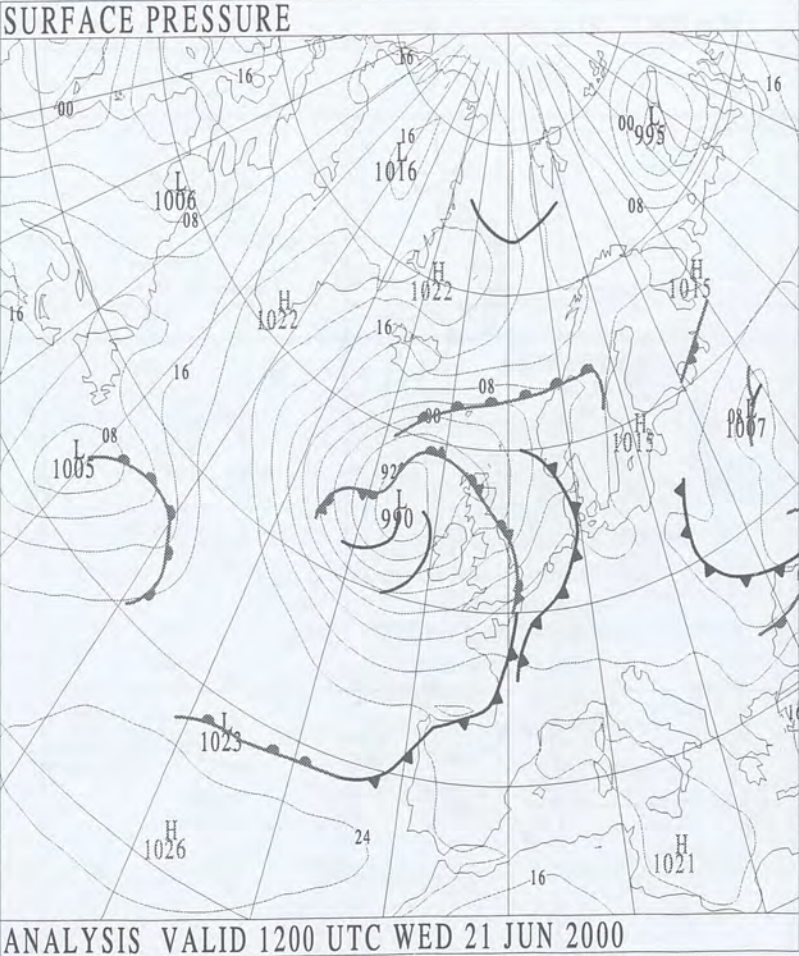 SURFACE PRESSURE
16
16
16
00
00
L
995
16
L
1016
L
1006
08
08
H
1022
H
1015
H
1022
16
16
16
08
00
08
L
1007
H
1015
08
L
1005
92
L
990
L
1023
H
1026
24
H
1021
16
ANALYSIS VALID 1200 UTC WED 21 JUN 2000